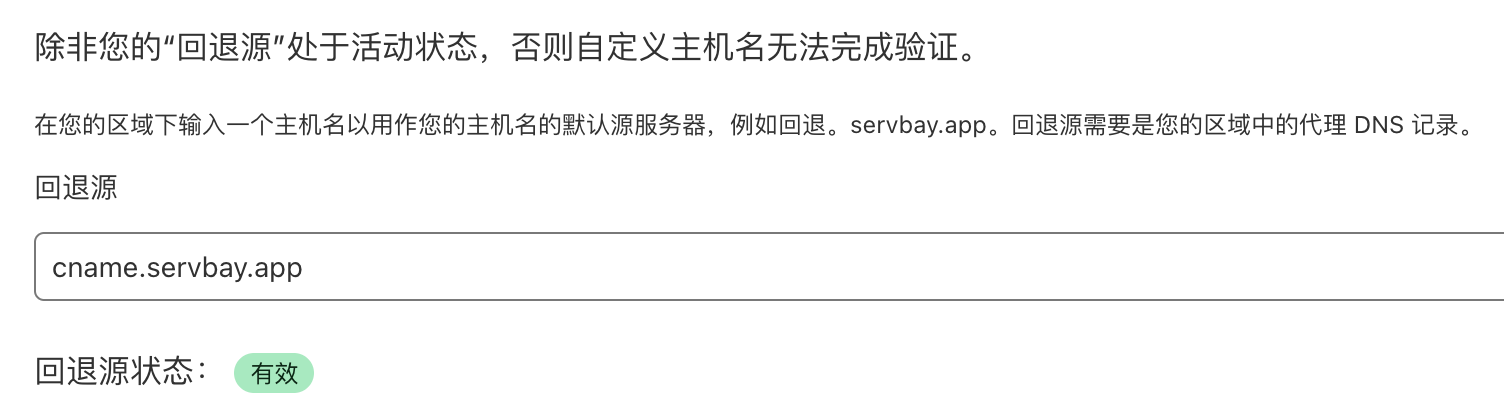 除非您的“回退源”处于活动状态，否则自定义主机名无法完成验证。
在您的区域下输入一个主机名以用作您的主机名的默认源服务器，例如回退。servbay.app。回退源需要是您的区域中的代理 DNS 记录。
回退源
cname.servbay.app
回退源状态： 有效